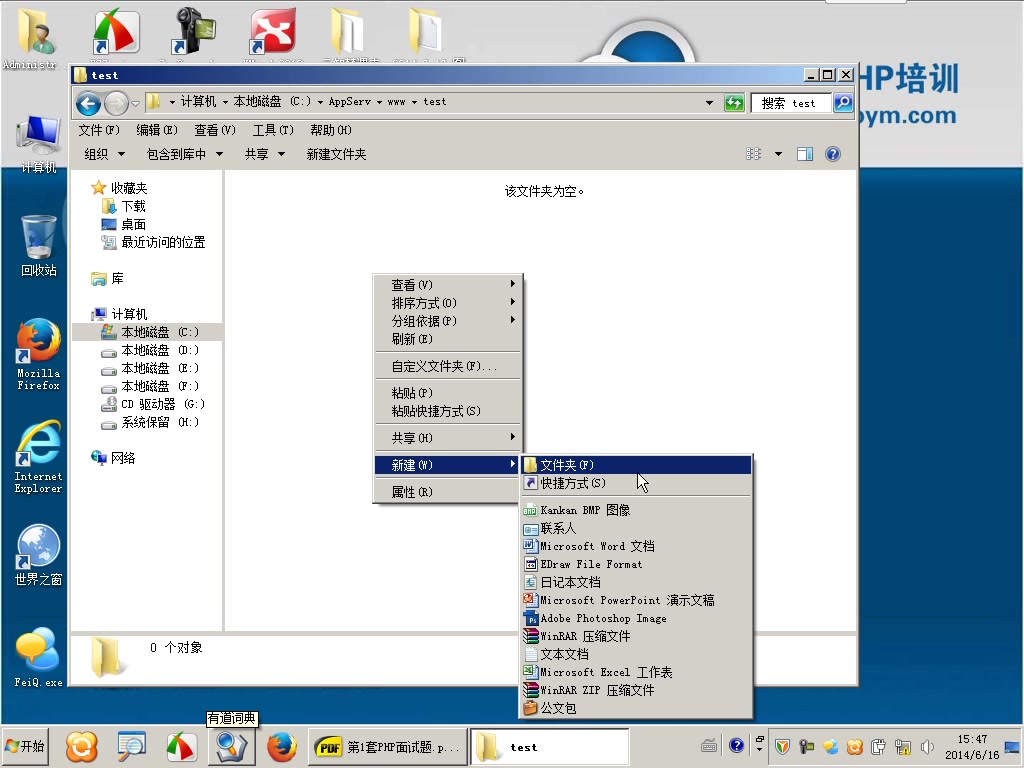 Administr...
HP培训
oym.com
test
计算机 本地磁盘 (C:) AppServ www test
搜索 test
文件(F) 编辑(E) 查看(V) 工具(T) 帮助(H)
组织 包含到库中 共享 新建文件夹
收藏夹
下载
桌面
最近访问的位置
库
计算机
本地磁盘 (C:)
本地磁盘 (D:)
本地磁盘 (E:)
本地磁盘 (F:)
CD 驱动器 (G:)
系统保留 (H:)
网络
该文件夹为空。
查看(V)
排序方式(O)
分组依据(P)
刷新(E)
自定义文件夹(F)...
粘贴(P)
粘贴快捷方式(S)
共享(H)
新建(W)
属性(R)
文件夹(F)
快捷方式(S)
Kankan BMP 图像
联系人
Microsoft Word 文档
EDraw File Format
日记本文档
Microsoft PowerPoint 演示文稿
Adobe Photoshop Image
WinRAR 压缩文件
文本文档
Microsoft Excel 工作表
WinRAR ZIP 压缩文件
公文包
0 个对象
计算机
回收站
Mozilla
Firefox
Internet
Explorer
世界之窗
FeiQ.exe
有道词典
开始
PDF 第1套PHP面试题.p...
test
15:47
2014/6/16